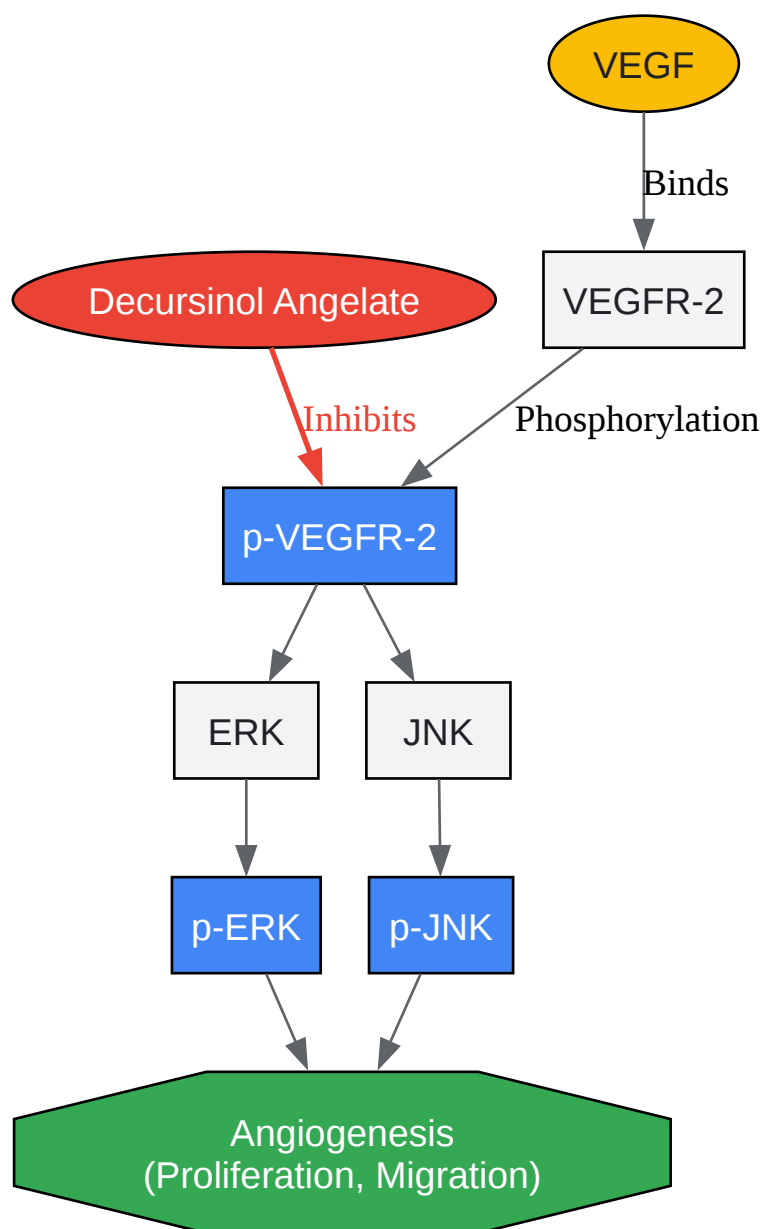 VEGF
Binds
Decursinol Angelate
VEGFR-2
Inhibits
Phosphorylation
p-VEGFR-2
ERK
JNK
p-ERK
p-JNK
Angiogenesis
(Proliferation, Migration)